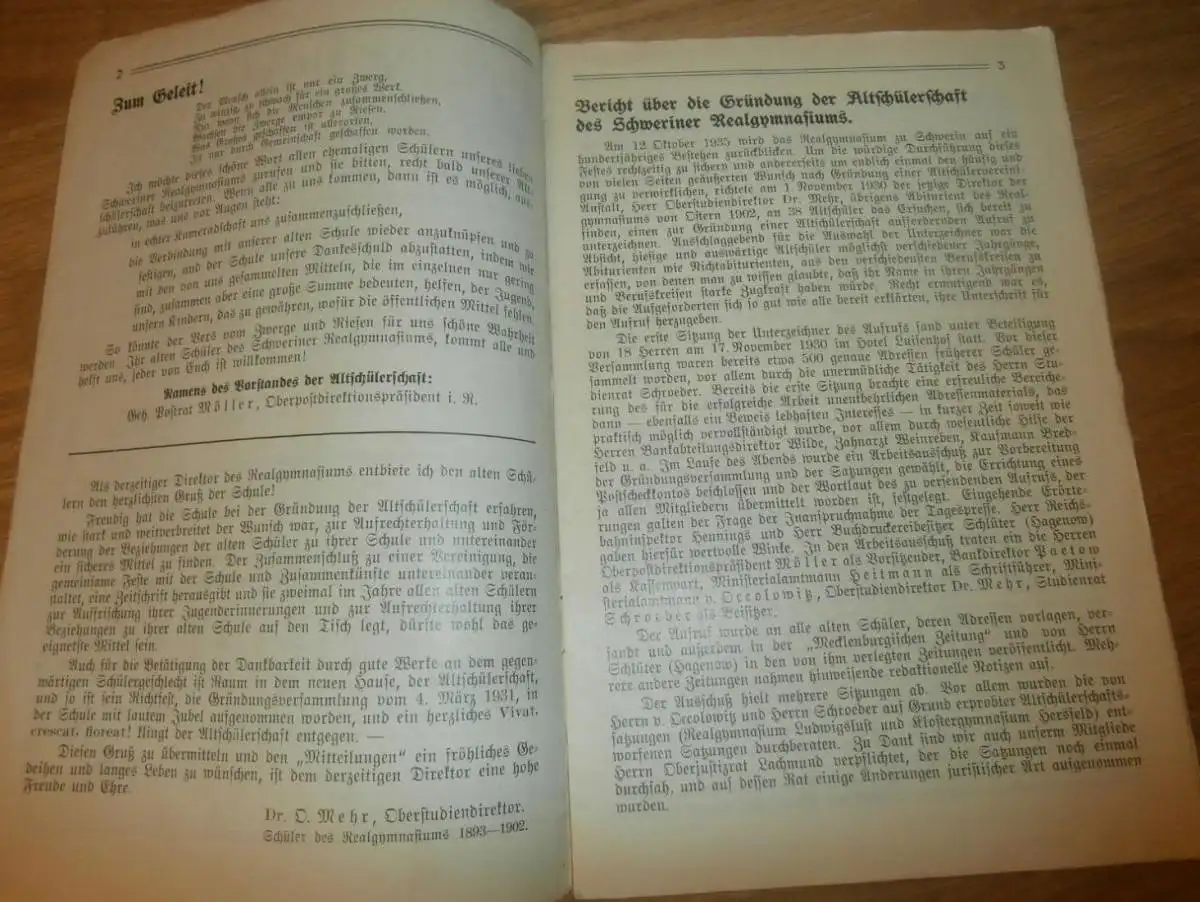 2
Zum Geleit!
Der Mensch allein ist nur ein Zwerg,
Zu winzig, zu schwach für ein großes Werk.
Nur wenn sich die Menschen zusammenschließen,
Wachsen die Zwerge empor zu Riesen.
Was Großes geschaffen ist allerorten,
Ist nur durch Gemeinschaft geschaffen worden.
Ich möchte dieses schöne Wort allen ehemaligen Schülern unseres lieben
Schweriner Realgymnasiums zurufen und sie bitten, recht bald unserer Alt-
schülerschaft beizutreten. Wenn alle zu uns kommen, dann ist es möglich, aus-
zuführen, was uns vor Augen steht:
in echter Kameradschaft uns zusammenzuschließen,
die Verbindung mit unserer alten Schule wieder anzuknüpfen und zu
festigen, und der Schule unsere Dankesschuld abzustatten, indem wir
mit den von uns gesammelten Mitteln, die im einzelnen nur gering
sind, zusammen aber eine große Summe bedeuten, helfen, der Jugend,
unsern Kindern, das zu gewähren, wofür die öffentlichen Mittel fehlen.
So könnte der Vers vom Zwerge und Riesen für uns schöne Wahrheit
werden. Ihr alten Schüler des Schweriner Realgymnasiums, kommt alle und
helft uns, jeder von Euch ist willkommen!
Namens des Vorstandes der Altschülerschaft:
Geh. Postrat Möller, Oberpostdirektionspräsident i. R.
Als derzeitiger Direktor des Realgymnasiums entbiete ich den alten Schü-
lern den herzlichsten Gruß der Schule!
Freudig hat die Schule bei der Gründung der Altschülerschaft erfahren,
wie stark und weitverbreitet der Wunsch war, zur Aufrechterhaltung und För-
derung der Beziehungen der alten Schüler zu ihrer Schule und untereinander
ein sicheres Mittel zu finden. Der Zusammenschluß zu einer Vereinigung, die
gemeinsame Feste mit der Schule und Zusammenkünfte untereinander veran-
staltet, eine Zeitschrift herausgibt und sie zweimal im Jahre allen alten Schülern
zur Auffrischung ihrer Jugenderinnerungen und zur Aufrechterhaltung ihrer
Beziehungen zu ihrer alten Schule auf den Tisch legt, dürfte wohl das ge-
eignetste Mittel sein.
Auch für die Betätigung der Dankbarkeit durch gute Werke an dem gegen-
wärtigen Schülergeschlecht ist Raum in dem neuen Hause, der Altschülerschaft,
und so ist sein Richtfest, die Gründungsversammlung vom 4. März 1931, in
der Schule mit lautem Jubel aufgenommen worden, und ein herzliches Vivat,
crescat, floreat! klingt der Altschülerschaft entgegen. —
Diesen Gruß zu übermitteln und den „Mitteilungen“ ein fröhliches Ge-
deihen und langes Leben zu wünschen, ist dem derzeitigen Direktor eine hohe
Freude und Ehre.
Dr. O. Mehr, Oberstudiendirektor.
Schüler des Realgymnasiums 1893—1902.
3
Bericht über die Gründung der Altschülerschaft
des Schweriner Realgymnasiums.
Am 12 Oktober 1935 wird das Realgymnasium zu Schwerin auf ein
hundertjähriges Bestehen zurückblicken. Um die würdige Durchführung dieses
Festes rechtzeitig zu sichern und andererseits um endlich einmal den häufig und
von vielen Seiten geäußerten Wunsch nach Gründung einer Altschülervereini-
gung zu verwirklichen, richtete am 1. November 1930 der jetzige Direktor der
Anstalt, Herr Oberstudiendirektor Dr. Mehr, übrigens Abiturient des Real-
gymnasiums von Ostern 1902, an 38 Altschüler das Ersuchen, sich bereit zu
finden, einen zur Gründung einer Altschülerschaft auffordernden Aufruf zu
unterzeichnen. Ausschlaggebend für die Auswahl der Unterzeichner war die
Absicht, hiesige und auswärtige Altschüler möglichst verschiedener Jahrgänge,
Abiturienten wie Nichtabiturienten, aus den verschiedensten Berufskreisen zu
erfassen, von denen man zu wissen glaubte, daß ihr Name in ihren Jahrgängen
und Berufskreisen starke Zugkraft haben würde. Recht ermutigend war es,
daß die Aufgeforderten sich so gut wie alle bereit erklärten, ihre Unterschrift für
den Aufruf herzugeben.
Die erste Sitzung der Unterzeichner des Aufrufs fand unter Beteiligung
von 18 Herren am 17. November 1930 im Hotel Luisenhof statt. Vor dieser
Versammlung waren bereits etwa 500 genaue Adressen früherer Schüler ge-
sammelt worden, vor allem durch die unermüdliche Tätigkeit des Herrn Stu-
dienrat Schroeder. Bereits die erste Sitzung brachte eine erfreuliche Bereiche-
rung des für die erfolgreiche Arbeit unentbehrlichen Adressenmaterials, das
dann — ebenfalls ein Beweis lebhaften Interesses — in kurzer Zeit soweit wie
praktisch möglich vervollständigt wurde, vor allem durch wesentliche Hilfe der
Herren Bankabteilungsdirektor Wilde, Zahnarzt Weinreben, Kaufmann Bred-
feld u. a. Im Laufe des Abends wurde ein Arbeitsausschuß zur Vorbereitung
der Gründungsversammlung und der Satzungen gewählt, die Errichtung eines
Postscheckkontos beschlossen und der Wortlaut des zu versendenden Aufrufs, der
ja allen Mitgliedern übermittelt worden ist, festgelegt. Eingehende Erörte-
rungen galten der Frage der Inanspruchnahme der Tagespresse. Herr Reichs-
bahninspektor Hennings und Herr Buchdruckereibesitzer Schlüter (Hagenow)
gaben hierfür wertvolle Winke. In den Arbeitsausschuß traten ein die Herren
Oberpostdirektionspräsident Möller als Vorsitzender, Bankdirektor Paetow
als Kassenwart, Ministerialamtmann Heitmann als Schriftführer, Mini-
sterialamtmann v. Occolowitz, Oberstudiendirektor Dr. Mehr, Studienrat
Schroeder als Beisitzer.
Der Aufruf wurde an alle alten Schüler, deren Adressen vorlagen, ver-
sandt und außerdem in der „Mecklenburgischen Zeitung“ und von Herrn
Schlüter (Hagenow) in den von ihm verlegten Zeitungen veröffentlicht. Meh-
rere andere Zeitungen nahmen hinweisende redaktionelle Notizen auf.
Der Ausschuß hielt mehrere Sitzungen ab. Vor allem wurden die von
Herrn v. Occolowitz und Herrn Schroeder auf Grund erprobter Altschülerschafts-
satzungen (Realgymnasium Ludwigslust und Klostergymnasium Hersfeld) ent-
worfenen Satzungen durchberaten. Zu Dank sind wir auch unserm Mitgliede
Herrn Oberjustizrat Lachmund verpflichtet, der die Satzungen noch einmal
durchsah, und auf dessen Rat einige Änderungen juristischer Art aufgenommen
wurden.